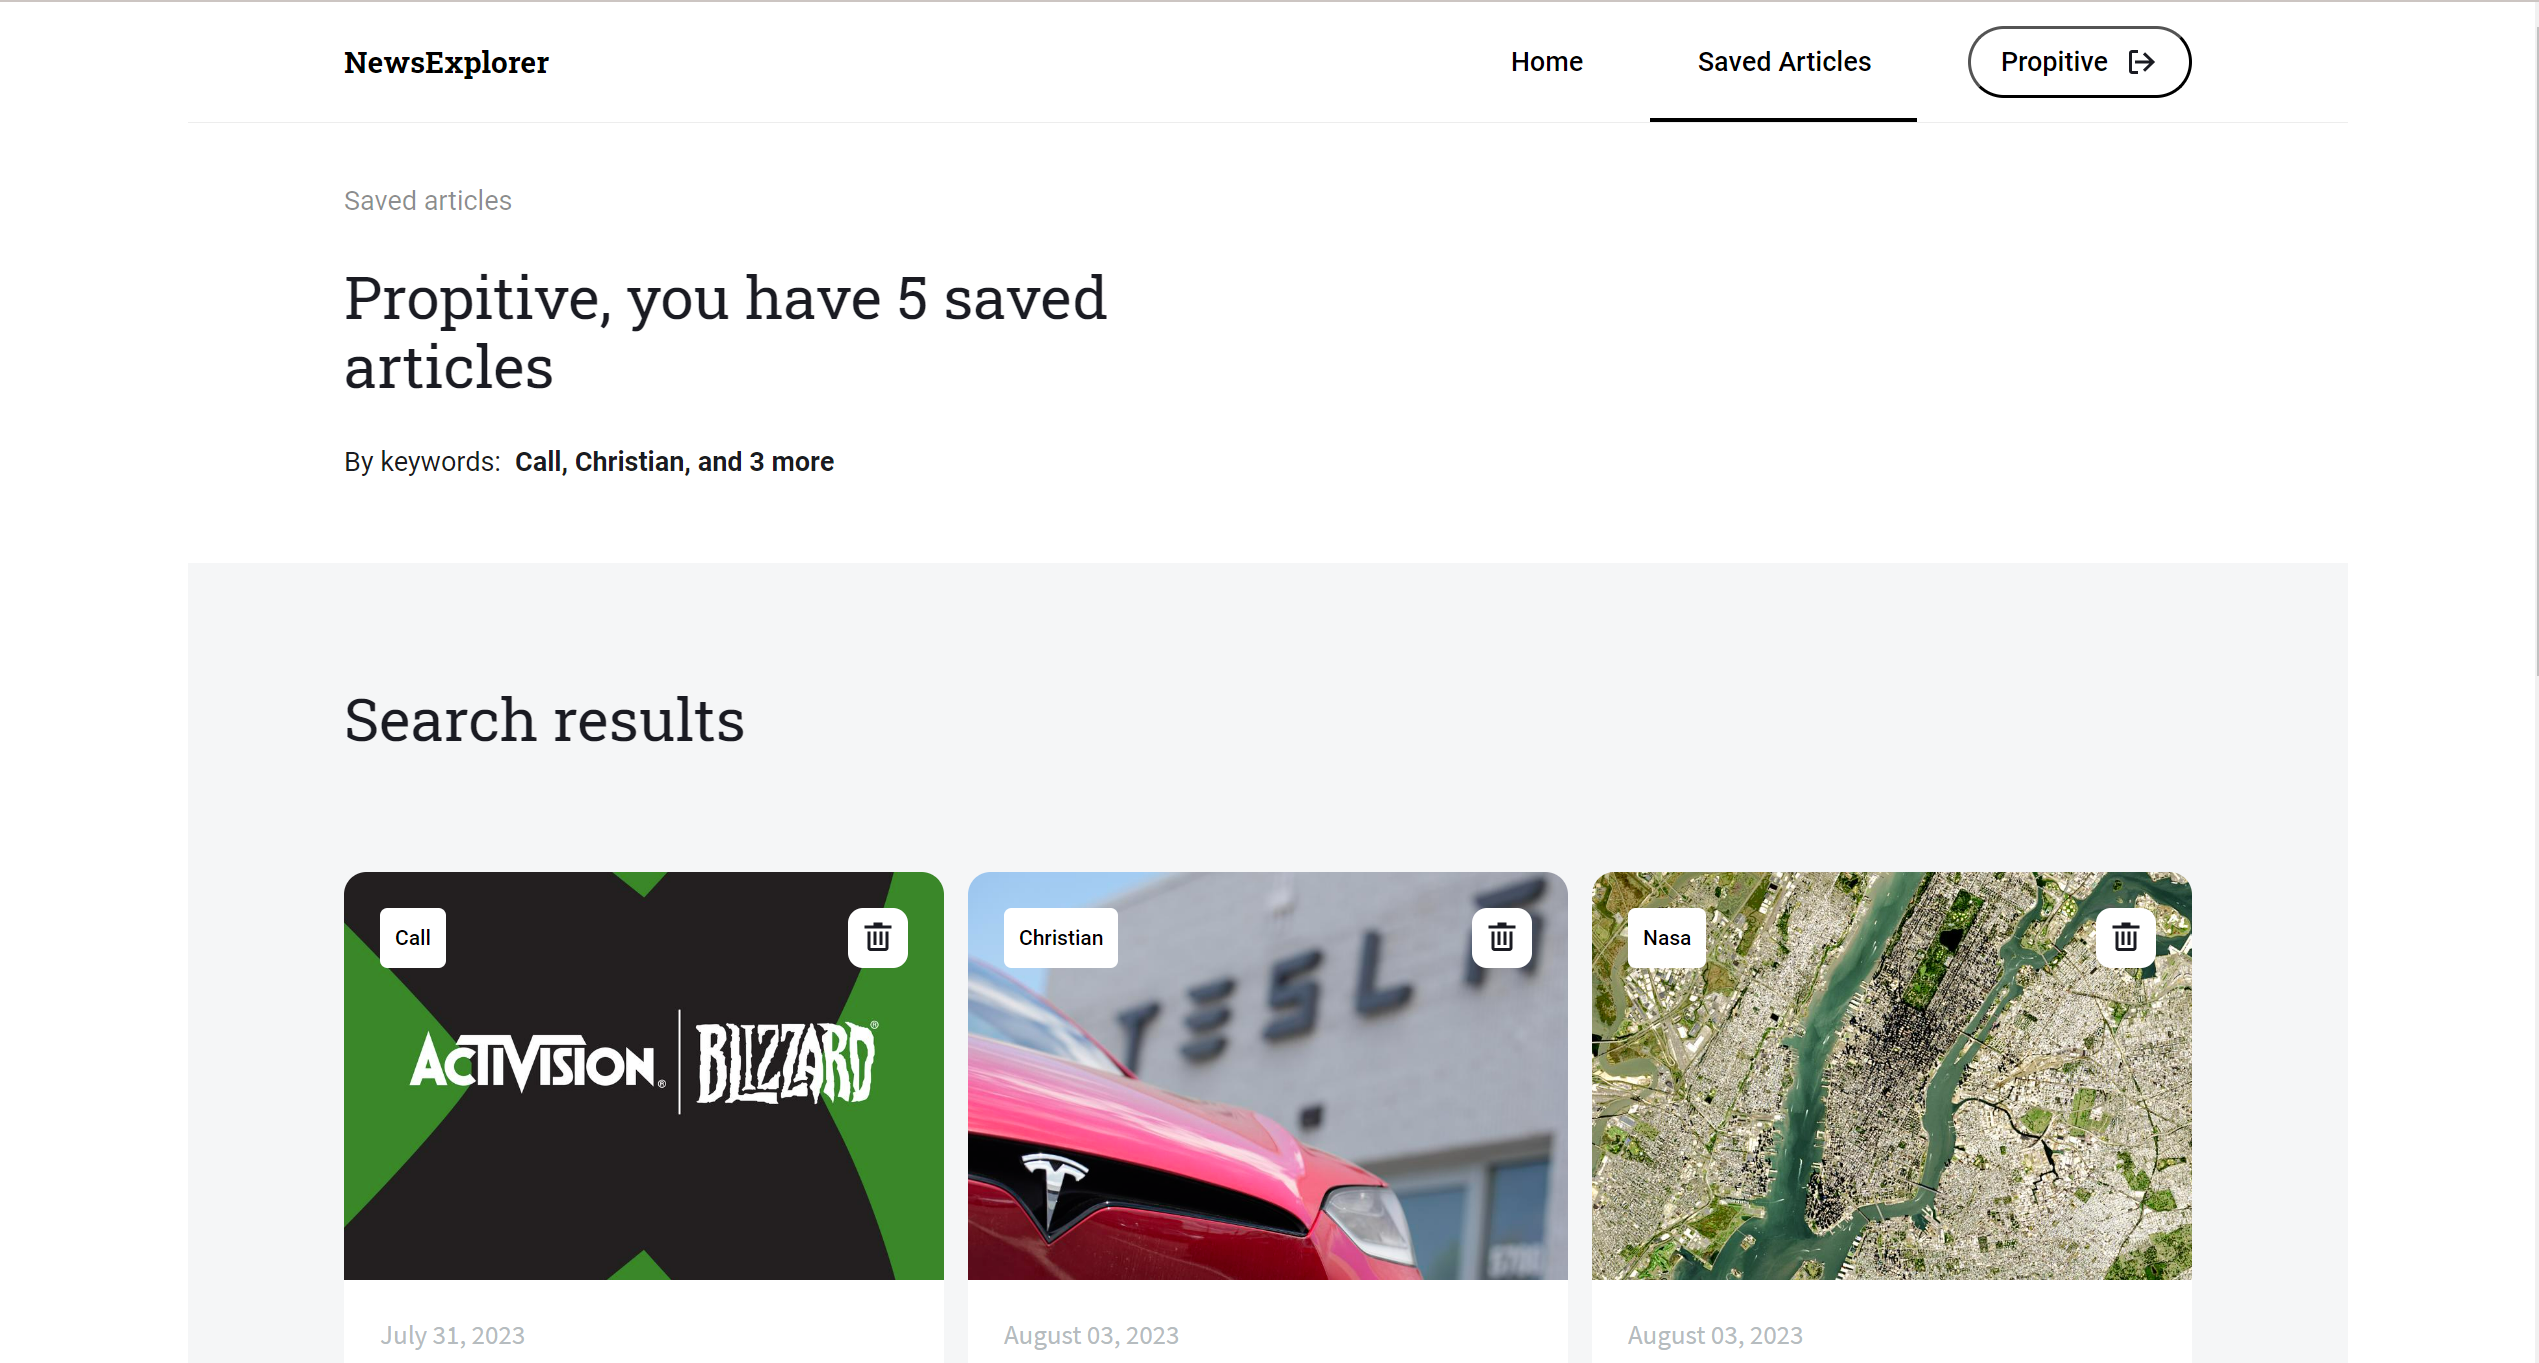 NewsExplorer
Home
Saved Articles
Propitive
Saved articles
Propitive, you have 5 saved
articles
By keywords: Call, Christian, and 3 more
Search results
Call
ACTIVISION® | BLIZZARD®
Christian
TESLA
Nasa
July 31, 2023
August 03, 2023
August 03, 2023